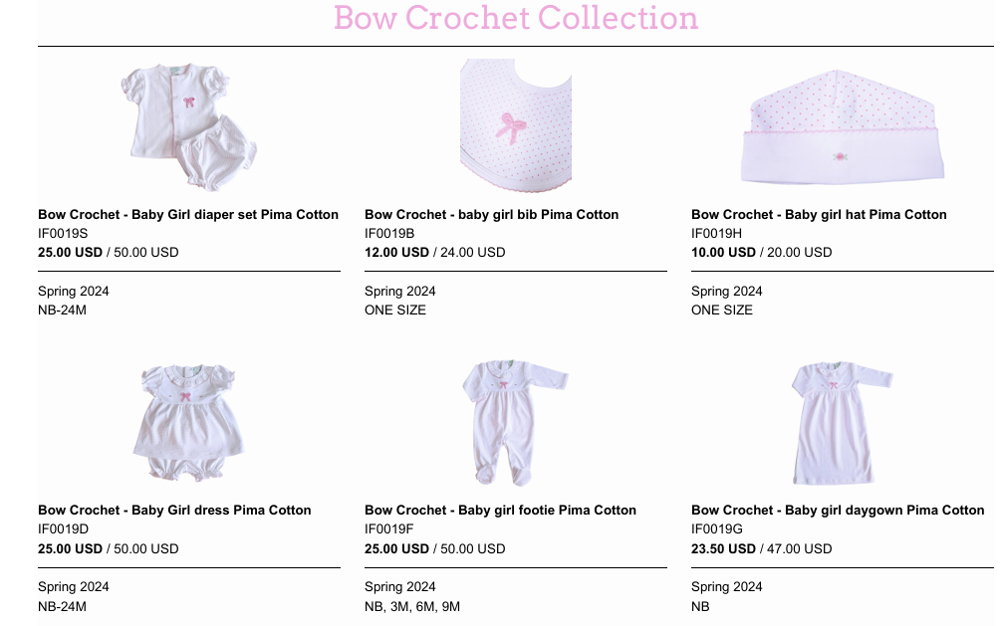 Bow Crochet Collection
Bow Crochet - Baby Girl diaper set Pima Cotton
IF0019S
25.00 USD / 50.00 USD
Spring 2024
NB-24M
Bow Crochet - baby girl bib Pima Cotton
IF0019B
12.00 USD / 24.00 USD
Spring 2024
ONE SIZE
Bow Crochet - Baby girl hat Pima Cotton
IF0019H
10.00 USD / 20.00 USD
Spring 2024
ONE SIZE
Bow Crochet - Baby Girl dress Pima Cotton
IF0019D
25.00 USD / 50.00 USD
Spring 2024
NB-24M
Bow Crochet - Baby girl footie Pima Cotton
IF0019F
25.00 USD / 50.00 USD
Spring 2024
NB, 3M, 6M, 9M
Bow Crochet - Baby girl daygown Pima Cotton
IF0019G
23.50 USD / 47.00 USD
Spring 2024
NB